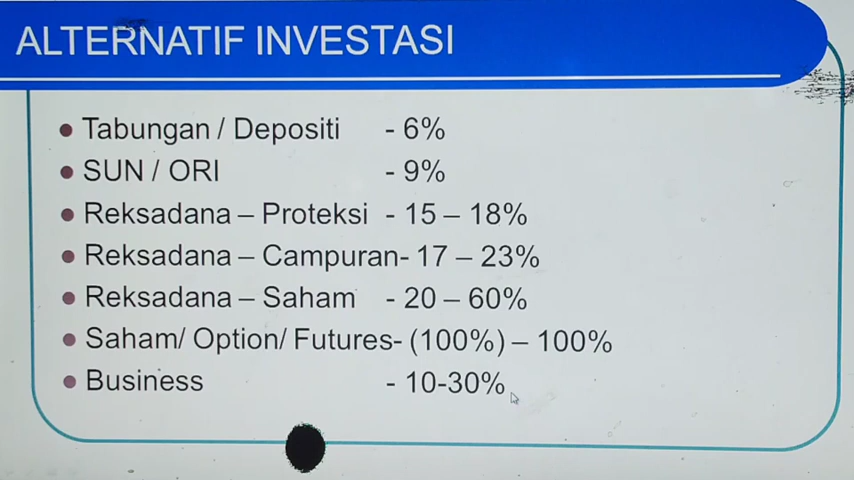 ALTERNATIF INVESTASI
Tabungan / Depositi - 6%
SUN / ORI - 9%
Reksadana – Proteksi - 15 – 18%
Reksadana – Campuran- 17 – 23%
Reksadana – Saham - 20 – 60%
Saham/ Option/ Futures- (100%) – 100%
Business - 10-30%